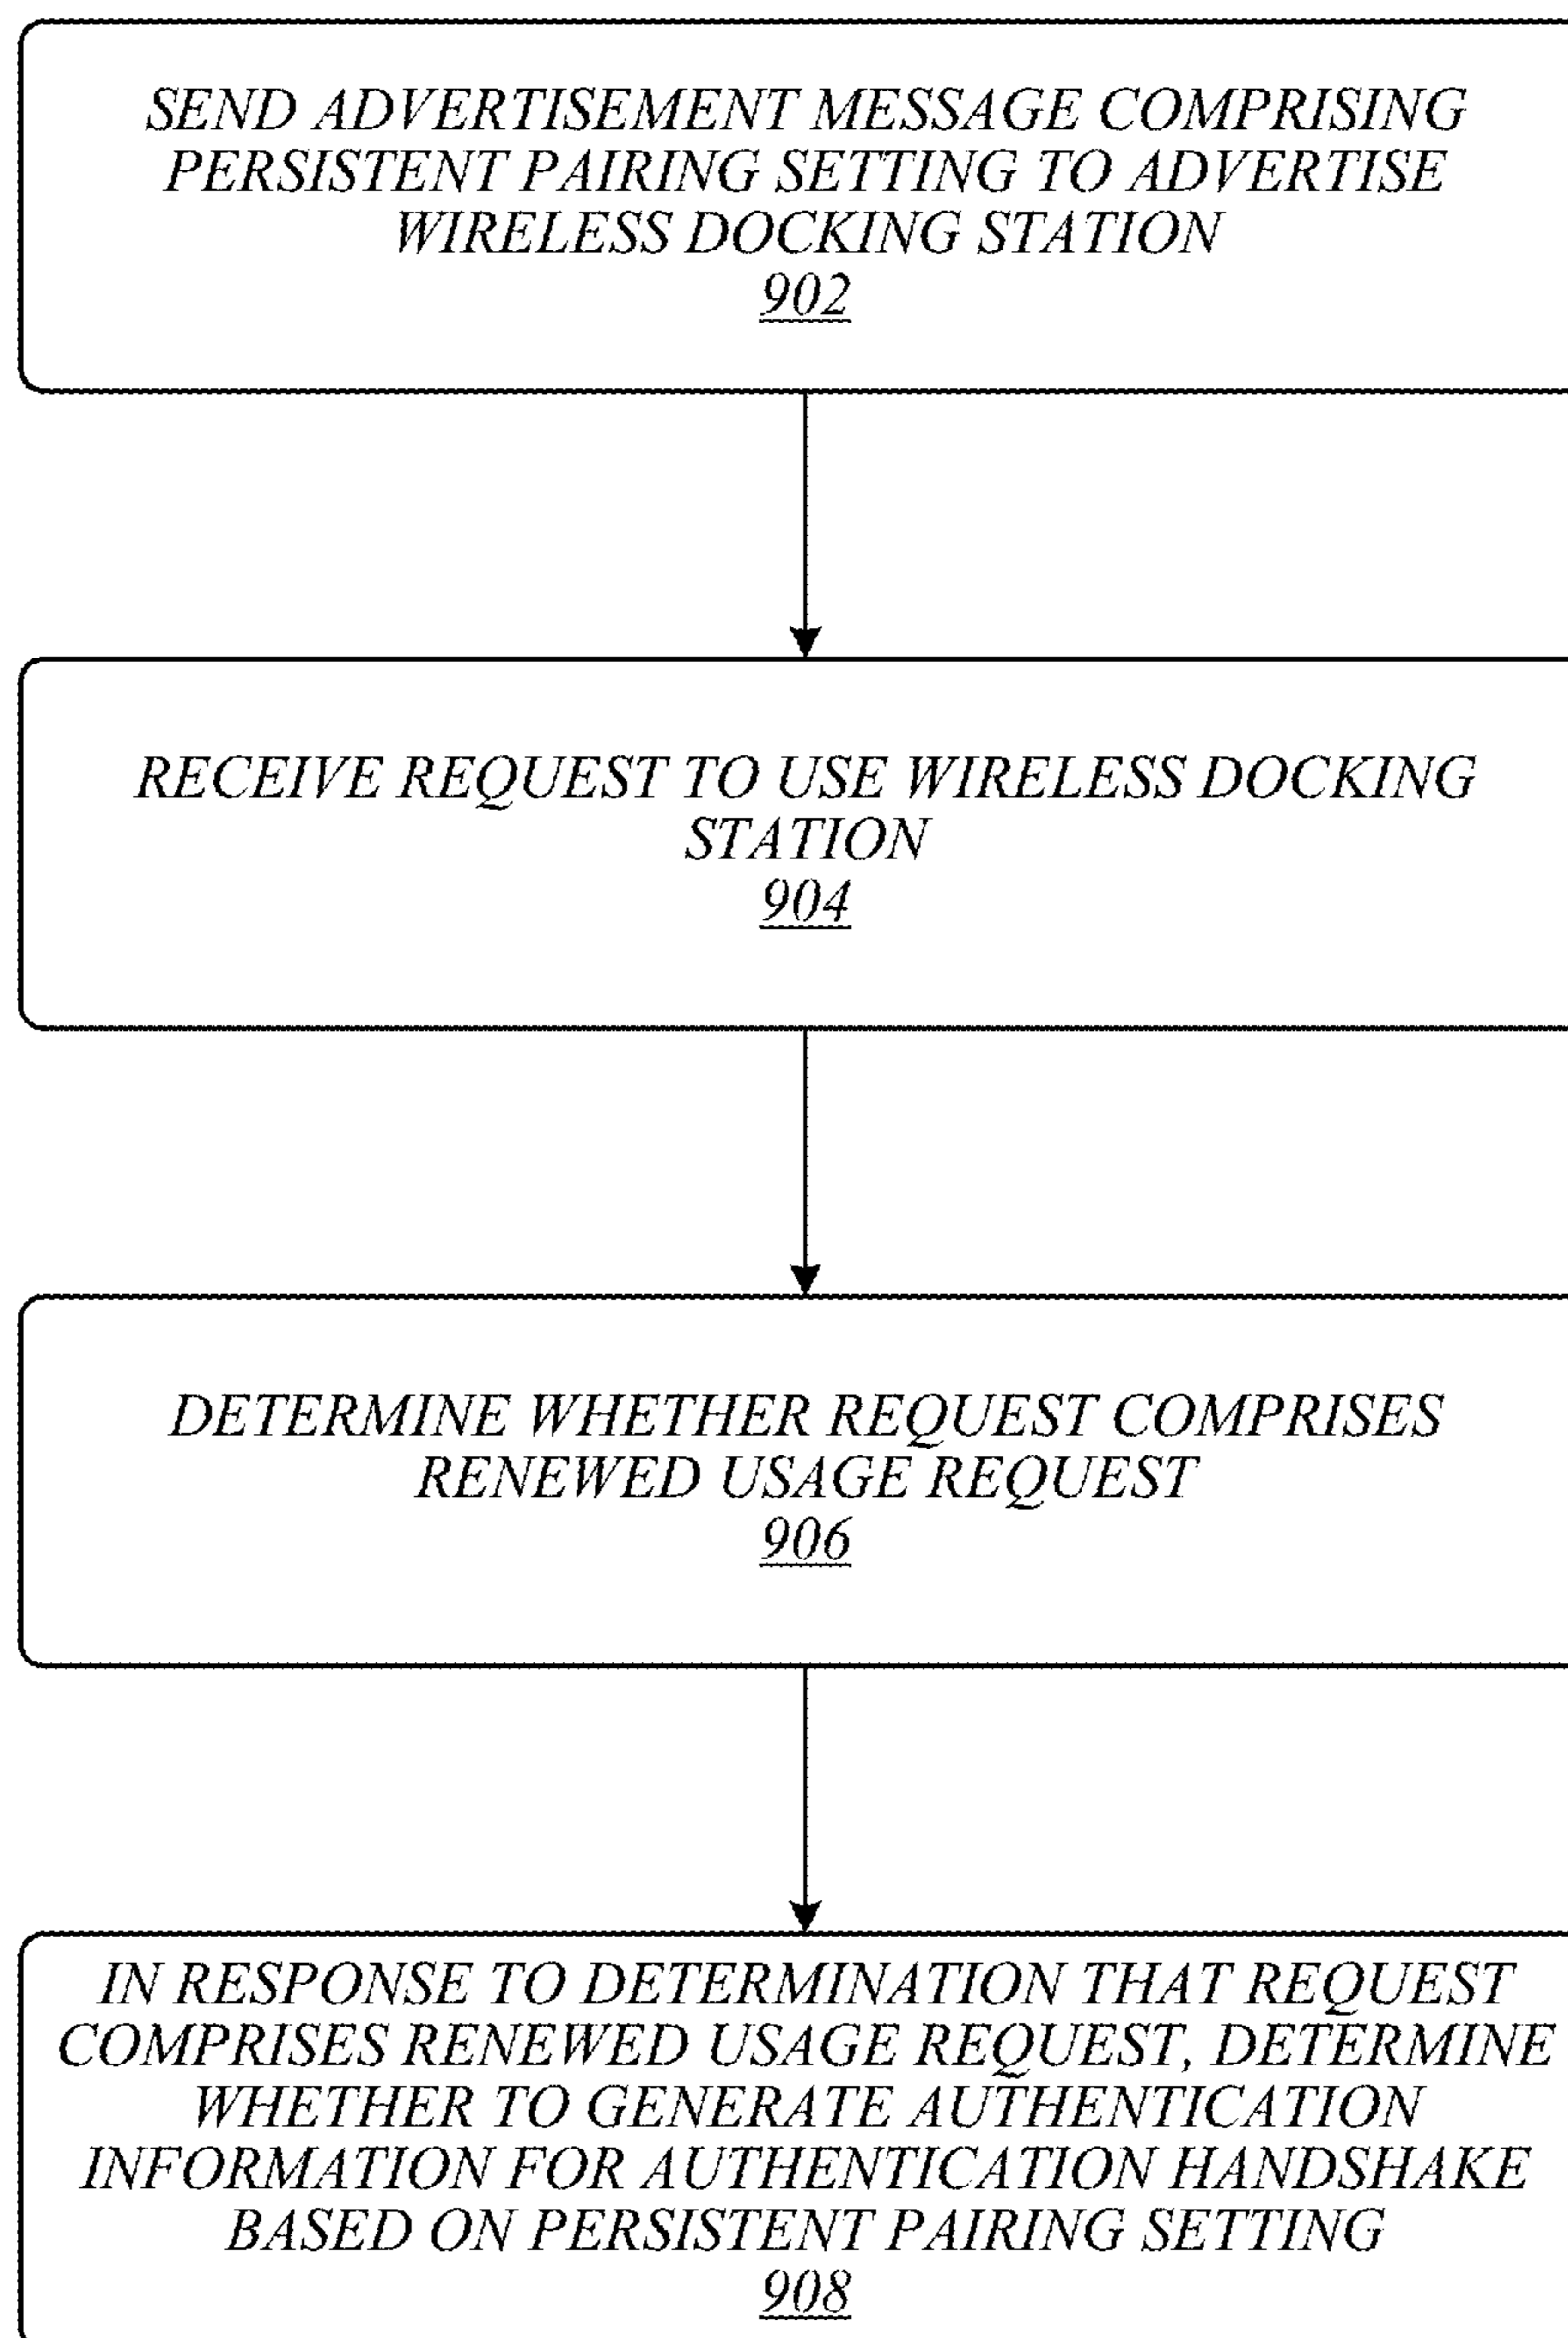 SEND ADVERTISEMENT MESSAGE COMPRISING
PERSISTENT PAIRING SETTING TO ADVERTISE
WIRELESS DOCKING STATION
902
RECEIVE REQUEST TO USE WIRELESS DOCKING
STATION
904
DETERMINE WHETHER REQUEST COMPRISES
RENEWED USAGE REQUEST
906
IN RESPONSE TO DETERMINATION THAT REQUEST
COMPRISES RENEWED USAGE REQUEST, DETERMINE
WHETHER TO GENERATE AUTHENTICATION
INFORMATION FOR AUTHENTICATION HANDSHAKE
BASED ON PERSISTENT PAIRING SETTING
908